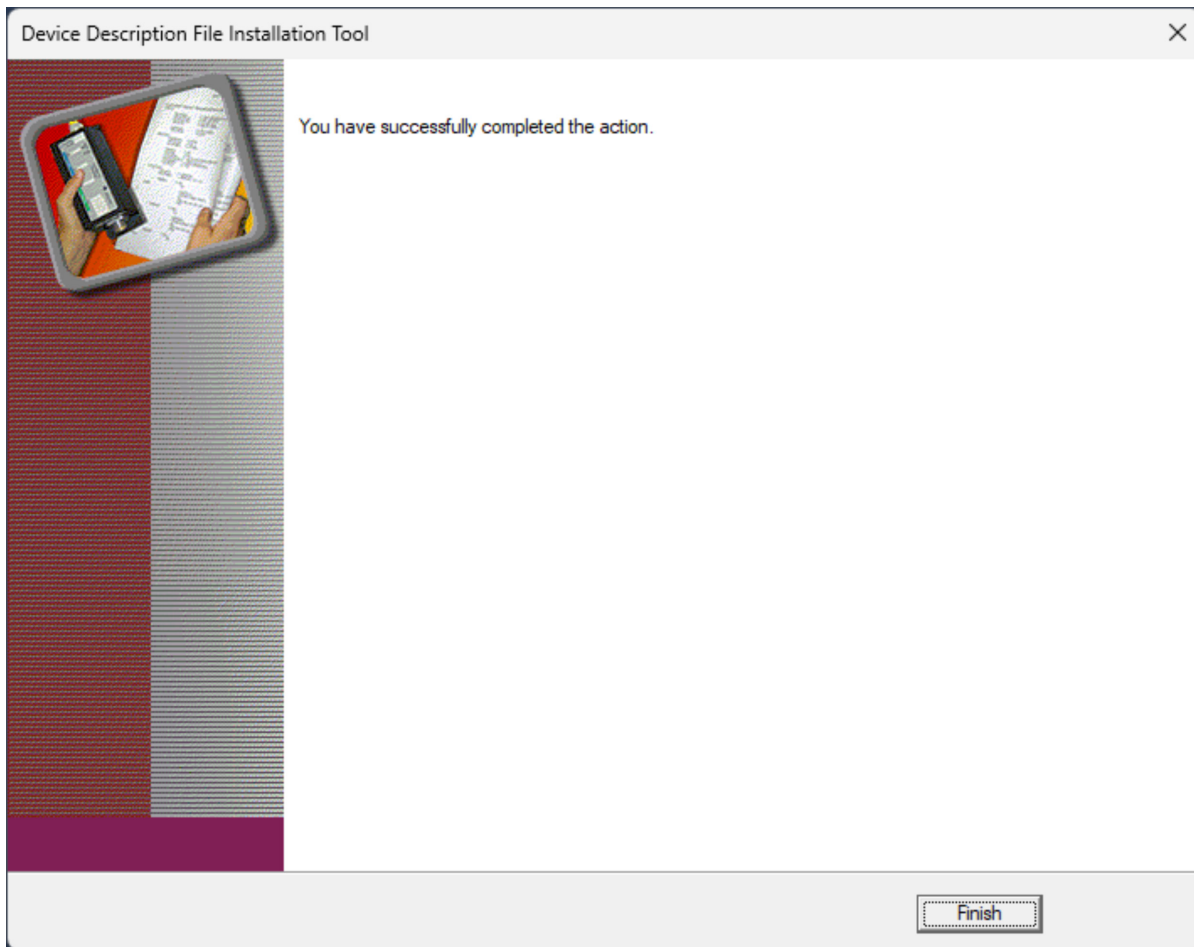 Device Description File Installation Tool
You have successfully completed the action.
Finish